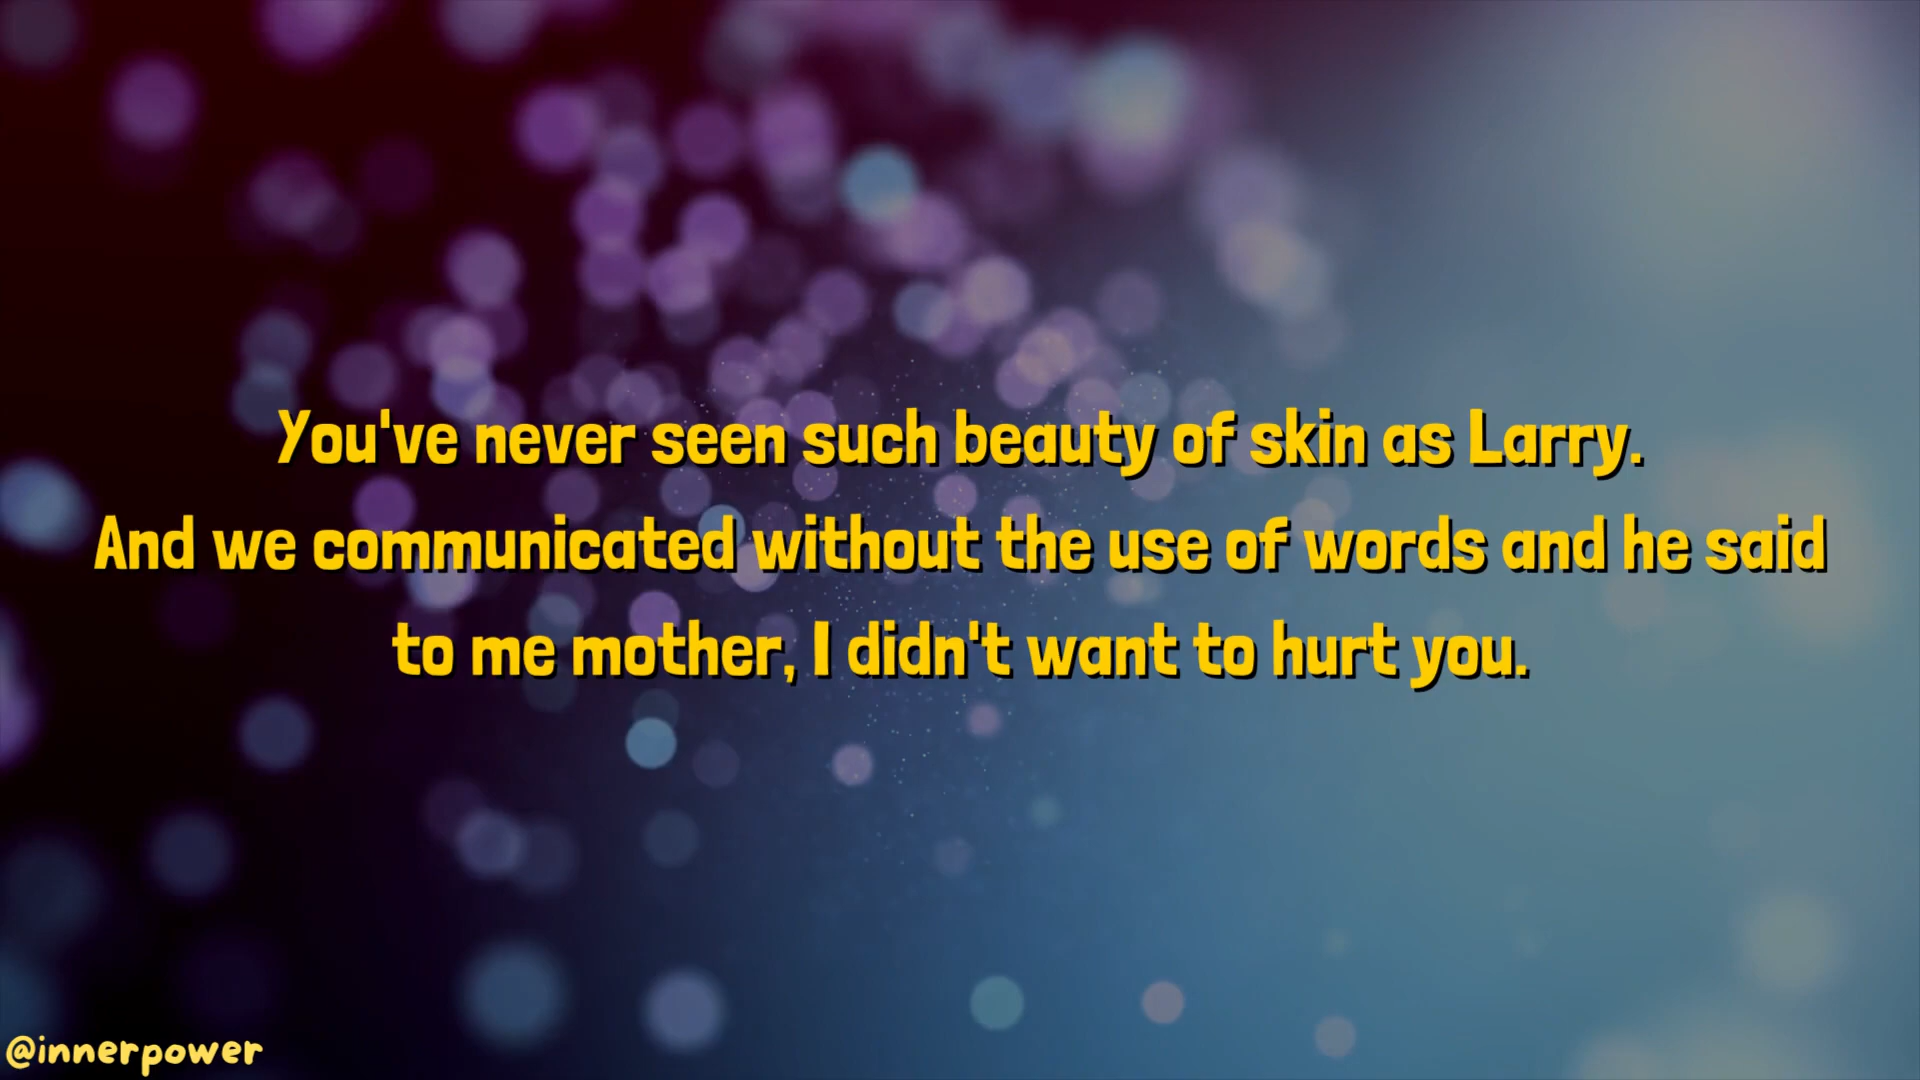 You've never seen such beauty of skin as Larry.
And we communicated without the use of words and he said
to me mother, I didn't want to hurt you.
@innerpower